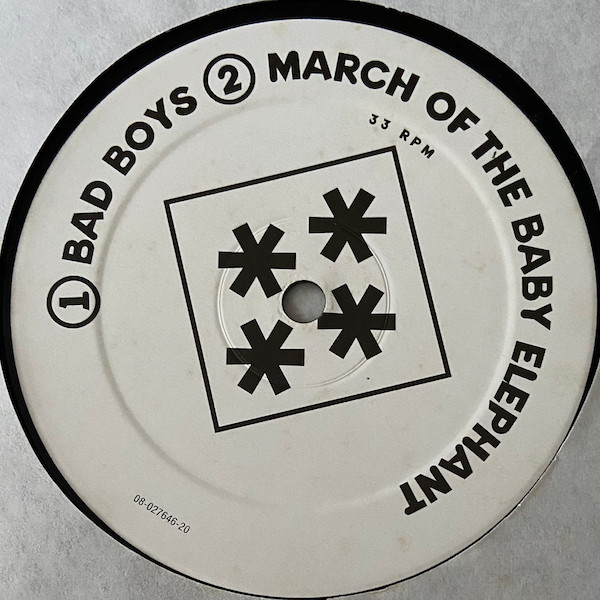 ① BAD BOYS ② MARCH OF THE BABY ELEPHANT
33 RPM
****
08-027646-20